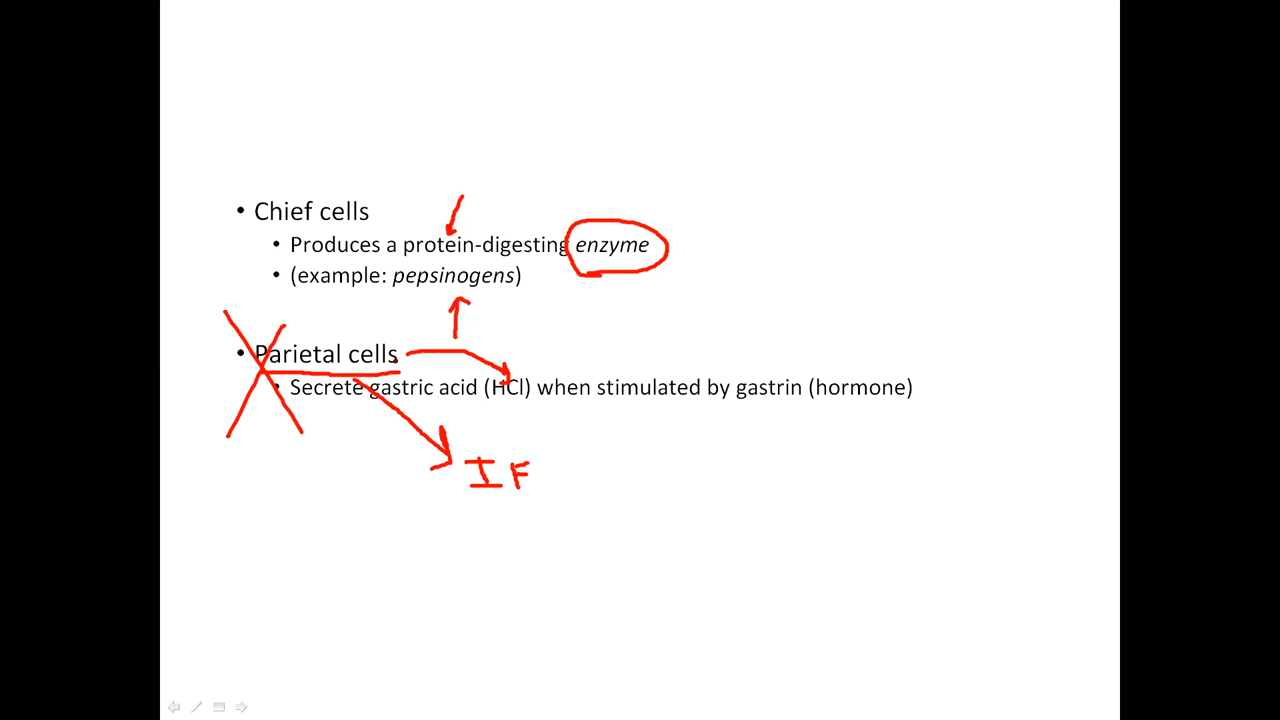 • Chief cells
• Produces a protein-digesting enzyme
• (example: pepsinogens)
• Parietal cells
• Secrete gastric acid (HCl) when stimulated by gastrin (hormone)
IF